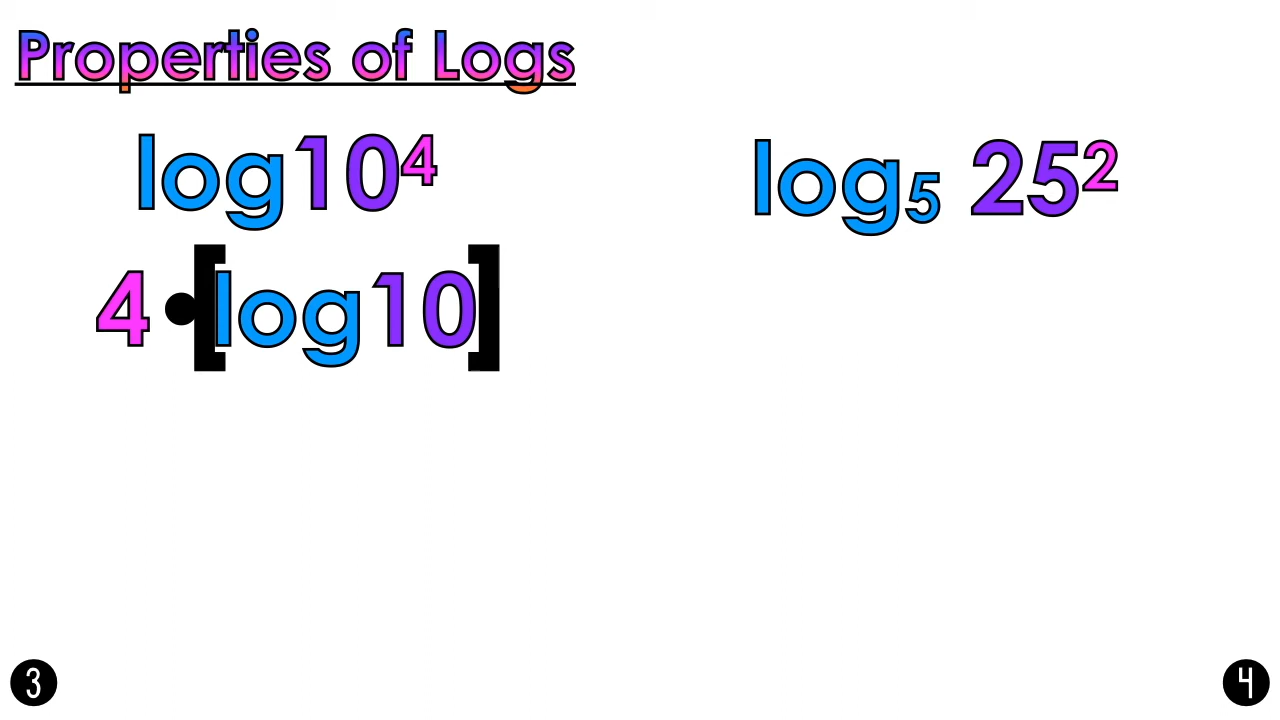 Properties of Logs
log10⁴
4•[log10]
log₅ 25²
3
4